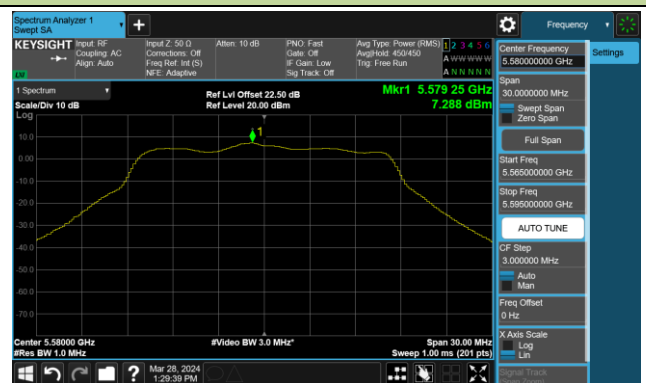 Spectrum Analyzer 1
Swept SA
+
Frequency
KEYSIGHT
Input: RF
Coupling: AC
Align: Auto
Input Z: 50 Ω
Corrections: Off
Freq Ref: Int (S)
NFE: Adaptive
Atten: 10 dB
PNO: Fast
Gate: Off
IF Gain: Low
Sig Track: Off
Avg Type: Power (RMS)
Avg|Hold: 450/450
Trig: Free Run
1 2 3 4 5 6
A W W W W W
A N N N N N
LW
Center Frequency
5.580000000 GHz
Settings
Span
30.0000000 MHz
Swept Span
Zero Span
Full Span
Start Freq
5.565000000 GHz
Stop Freq
5.595000000 GHz
AUTO TUNE
CF Step
3.000000 MHz
Auto
Man
Freq Offset
0 Hz
X Axis Scale
Log
Lin
Signal Track
1 Spectrum
Scale/Div 10 dB
Log
Ref Lvl Offset 22.50 dB
Ref Level 20.00 dBm
Mkr1 5.579 25 GHz
7.288 dBm
1
10.0
0.00
-10.0
-20.0
-30.0
-40.0
-50.0
-60.0
-70.0
Center 5.58000 GHz
#Res BW 1.0 MHz
#Video BW 3.0 MHz*
Span 30.00 MHz
Sweep 1.00 ms (201 pts)
?
Mar 28, 2024
1:29:39 PM